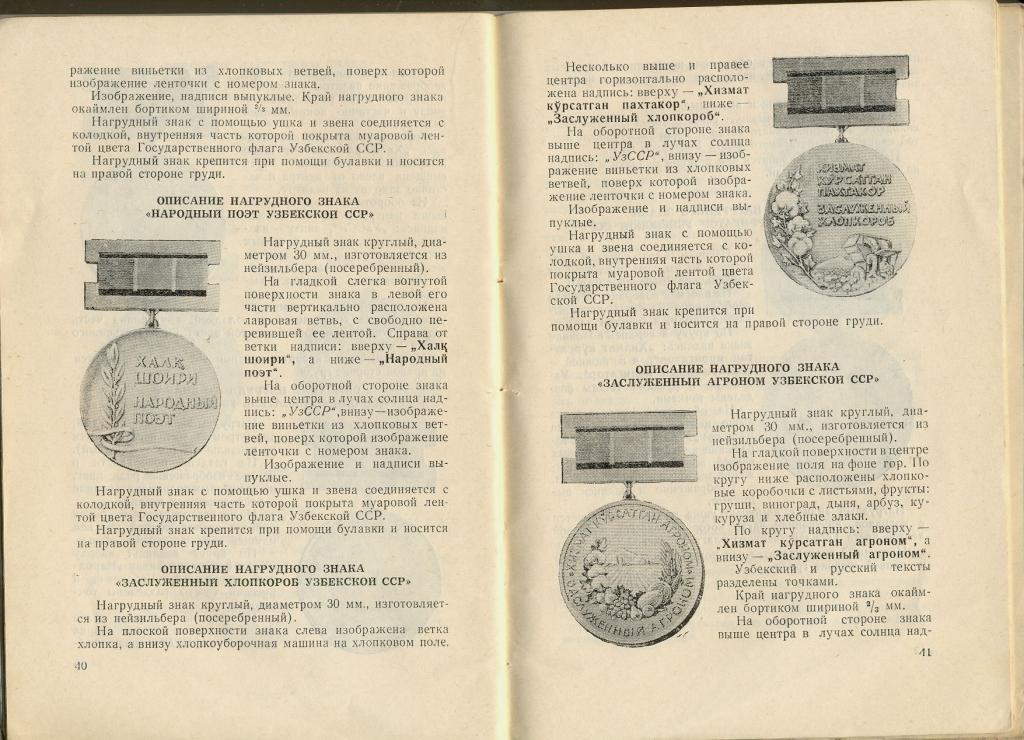 ражение виньетки из хлопковых ветвей, поверх которой
изображение ленточки с номером знака.
Изображение, надписи выпуклые. Край нагрудного знака
окаймлен бортиком шириной ²/₃ мм.
Нагрудный знак с помощью ушка и звена соединяется с
колодкой, внутренняя часть которой покрыта муаровой лен-
той цвета Государственного флага Узбекской ССР.
Нагрудный знак крепится при помощи булавки и носится
на правой стороне груди.
ОПИСАНИЕ НАГРУДНОГО ЗНАКА
«НАРОДНЫЙ ПОЭТ УЗБЕКСКОЙ ССР»
Нагрудный знак круглый, диа-
метром 30 мм., изготовляется из
нейзильбера (посеребренный).
На гладкой слегка вогнутой
поверхности знака в левой его
части вертикально расположена
лавровая ветвь, с свободно пе-
ревившей ее лентой. Справа от
ветки надписи: вверху — „Халқ
шоири“, а ниже — „Народный
поэт“.
На оборотной стороне знака
выше центра в лучах солнца над-
пись: „УзССР“,внизу—изображе-
ние виньетки из хлопковых вет-
вей, поверх которой изображение
ленточки с номером знака.
Изображение и надписи вы-
пуклые.
ХАЛҚ
ШОИРИ
НАРОДНЫЙ
ПОЭТ
Нагрудный знак с помощью ушка и звена соединяется с
колодкой, внутренняя часть которой покрыта муаровой лен-
той цвета Государственного флага Узбекской ССР.
Нагрудный знак крепится при помощи булавки и носится
на правой стороне груди.
ОПИСАНИЕ НАГРУДНОГО ЗНАКА
«ЗАСЛУЖЕННЫЙ ХЛОПКОРОБ УЗБЕКСКОЙ ССР»
Нагрудный знак круглый, диаметром 30 мм., изготовляет-
ся из нейзильбера (посеребренный).
На плоской поверхности знака слева изображена ветка
хлопка, а внизу хлопкоуборочная машина на хлопковом поле.
40
Несколько выше и правее
центра горизонтально располо-
жена надпись: вверху — „Хизмат
кўрсатган пахтакор“, ниже —
„Заслуженный хлопкороб“.
На оборотной стороне знака
выше центра в лучах солнца
надпись: „УзССР“, внизу — изоб-
ражение виньетки из хлопковых
ветвей, поверх которой изобра-
жение ленточки с номером знака.
Изображение и надписи вы-
пуклые.
Нагрудный знак с помощью
ушка и звена соединяется с ко-
лодкой, внутренняя часть которой
покрыта муаровой лентой цвета
Государственного флага Узбек-
ской ССР.
Нагрудный знак крепится при
помощи булавки и носится на правой стороне груди.
ХИЗМАТ
КЎРСАТГАН
ПАХТАКОР
ЗАСЛУЖЕННЫЙ
ХЛОПКОРОБ
ОПИСАНИЕ НАГРУДНОГО ЗНАКА
«ЗАСЛУЖЕННЫЙ АГРОНОМ УЗБЕКСКОЙ ССР»
ХИЗМАТ КЎРСАТГАН АГРОНОМ
ЗАСЛУЖЕННЫЙ АГРОНОМ
Нагрудный знак круглый, диа-
метром 30 мм., изготовляется из
нейзильбера (посеребренный).
На гладкой поверхности в центре
изображение поля на фоне гор. По
кругу ниже расположены хлопко-
вые коробочки с листьями, фрукты:
груши, виноград, дыня, арбуз, ку-
куруза и хлебные злаки.
По кругу надпись: вверху —
„Хизмат кўрсатган агроном“, а
внизу — „Заслуженный агроном“.
Узбекский и русский тексты
разделены точками.
Край нагрудного знака окайм-
лен бортиком шириной ²/₃ мм.
На оборотной стороне знака
выше центра в лучах солнца над-
41